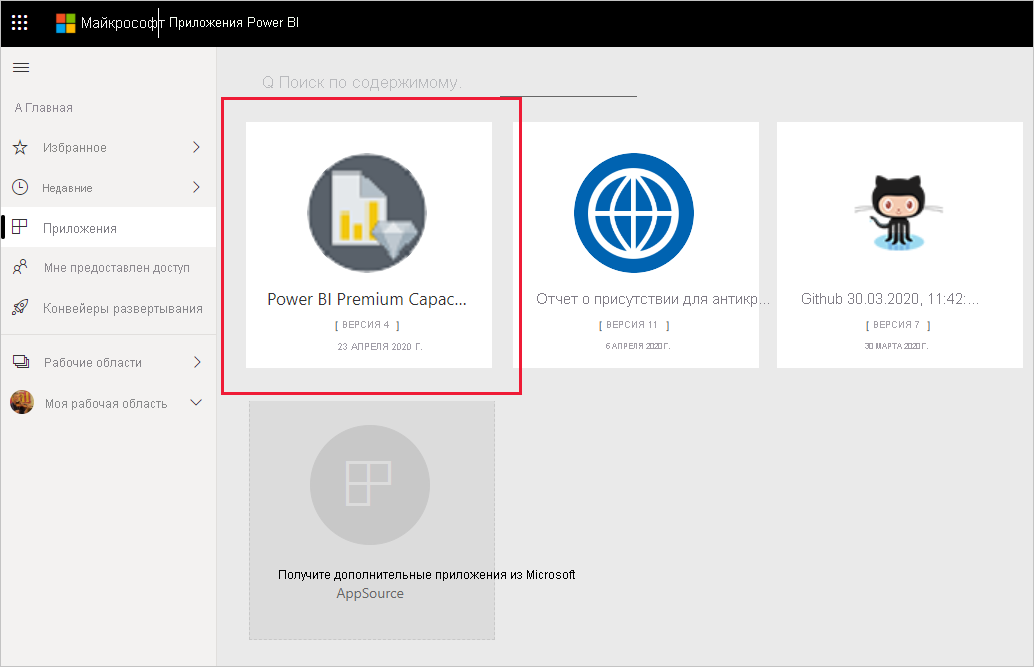 Майкрософт Приложения Power BI
Q Поиск по содержимому.
A Главная
Избранное
Недавние
Приложения
Мне предоставлен доступ
Конвейеры развертывания
Рабочие области
Моя рабочая область
Power BI Premium Capac...
[ ВЕРСИЯ 4 ]
23 АПРЕЛЯ 2020 Г.
Отчет о присутствии для антикр...
[ ВЕРСИЯ 11 ]
6 АПРЕЛЯ 2020 Г.
Github 30.03.2020, 11:42:...
[ ВЕРСИЯ 7 ]
30 МАРТА 2020 Г.
Получите дополнительные приложения из Microsoft
AppSource